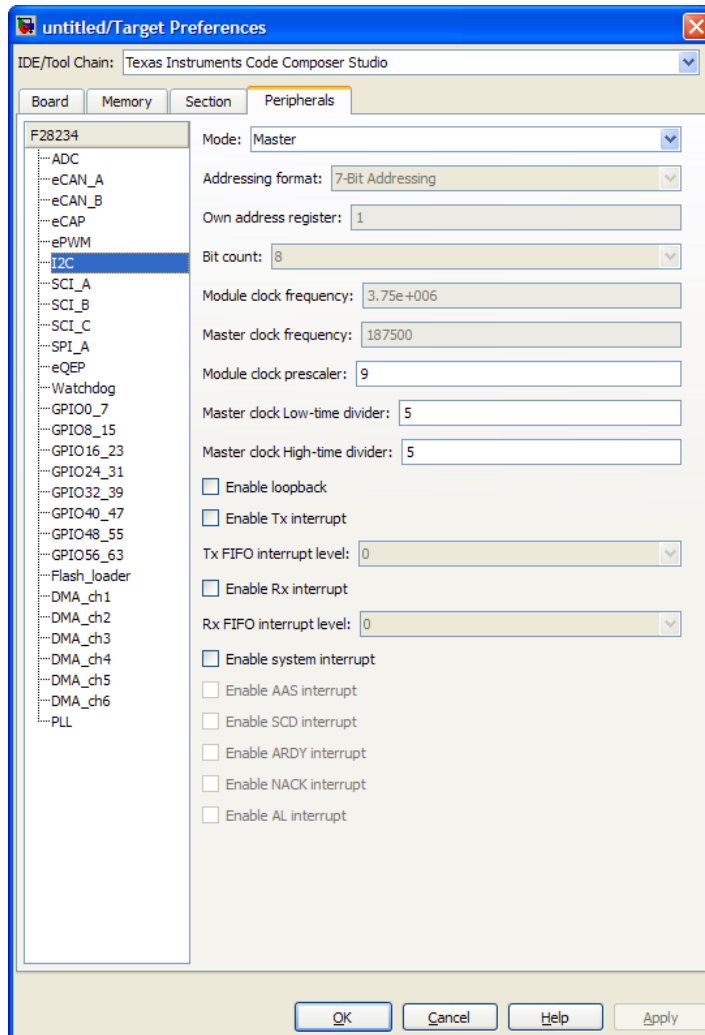 untitled/Target Preferences
IDE/Tool Chain: Texas Instruments Code Composer Studio
Board Memory Section Peripherals
F28234
ADC
eCAN_A
eCAN_B
eCAP
ePWM
I2C
SCI_A
SCI_B
SCI_C
SPI_A
eQEP
Watchdog
GPIO0_7
GPIO8_15
GPIO16_23
GPIO24_31
GPIO32_39
GPIO40_47
GPIO48_55
GPIO56_63
Flash_loader
DMA_ch1
DMA_ch2
DMA_ch3
DMA_ch4
DMA_ch5
DMA_ch6
PLL
Mode: Master
Addressing format: 7-Bit Addressing
Own address register: 1
Bit count: 8
Module clock frequency: 3.75e+006
Master clock frequency: 187500
Module clock prescaler: 9
Master clock Low-time divider: 5
Master clock High-time divider: 5
Enable loopback
Enable Tx interrupt
Tx FIFO interrupt level: 0
Enable Rx interrupt
Rx FIFO interrupt level: 0
Enable system interrupt
Enable AAS interrupt
Enable SCD interrupt
Enable ARDY interrupt
Enable NACK interrupt
Enable AL interrupt
OK Cancel Help Apply